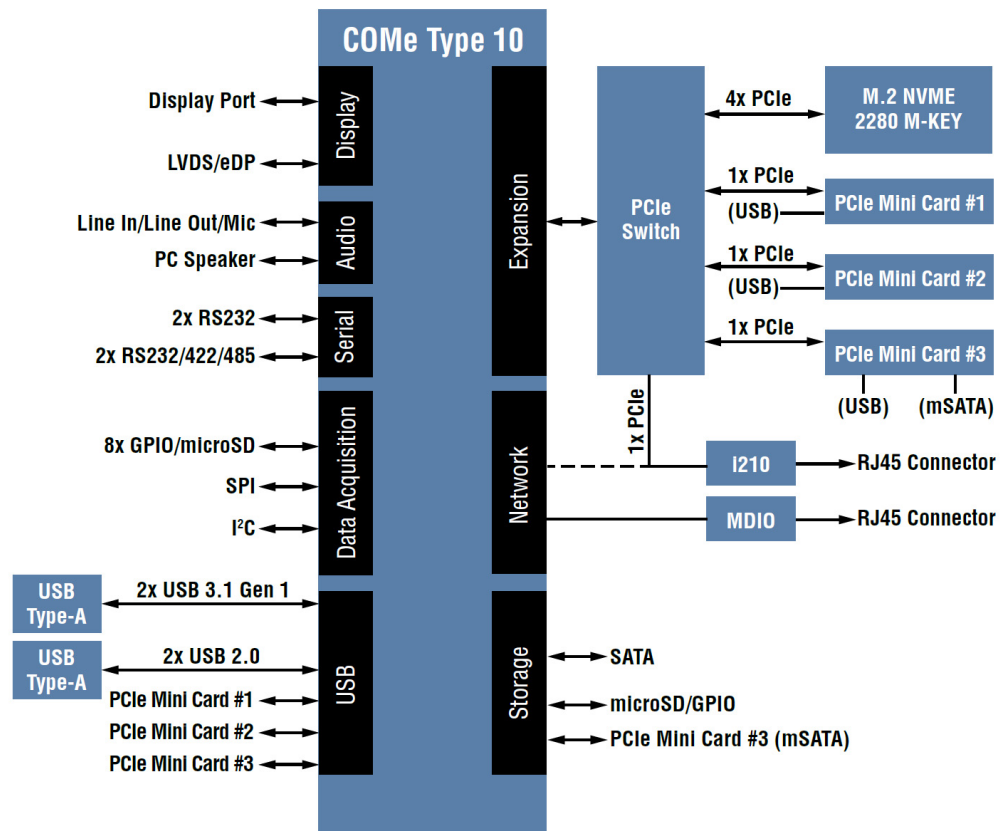 COMe Type 10
Display
Display Port
LVDS/eDP
Audio
Line In/Line Out/Mic
PC Speaker
Serial
2x RS232
2x RS232/422/485
Data Acquisition
8x GPIO/microSD
SPI
I²C
USB
USB
Type-A
2x USB 3.1 Gen 1
USB
Type-A
2x USB 2.0
PCIe Mini Card #1
PCIe Mini Card #2
PCIe Mini Card #3
Expansion
PCIe
Switch
4x PCIe
M.2 NVME
2280 M-KEY
1x PCIe
(USB)
PCIe Mini Card #1
1x PCIe
(USB)
PCIe Mini Card #2
1x PCIe
PCIe Mini Card #3
(USB)
(mSATA)
1x PCIe
Network
I210
RJ45 Connector
MDIO
RJ45 Connector
Storage
SATA
microSD/GPIO
PCIe Mini Card #3 (mSATA)